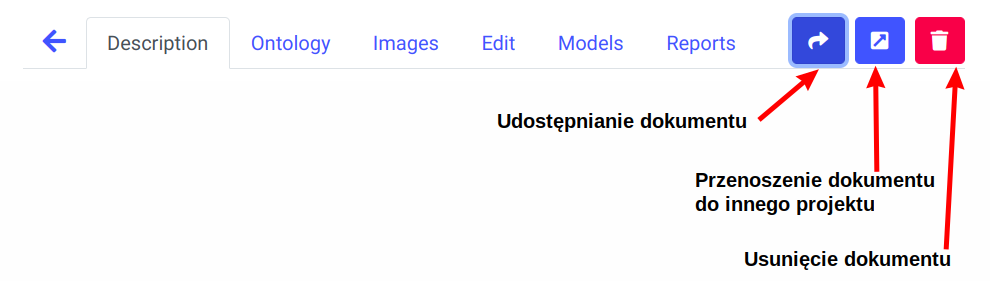 Description Ontology Images Edit Models Reports
Udostępnianie dokumentu
Przenoszenie dokumentu
do innego projektu
Usunięcie dokumentu